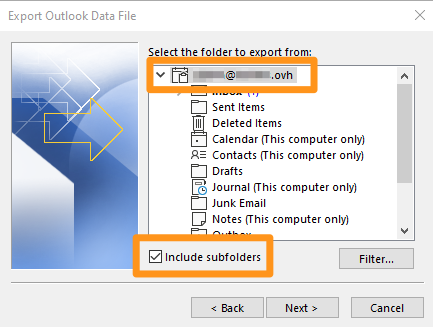 Export Outlook Data File
Select the folder to export from:
@ .ovh
Inbox (1)
Sent Items
Deleted Items
Calendar (This computer only)
Contacts (This computer only)
Drafts
Journal (This computer only)
Junk Email
Notes (This computer only)
Outbox
Include subfolders
Filter...
< Back
Next >
Cancel